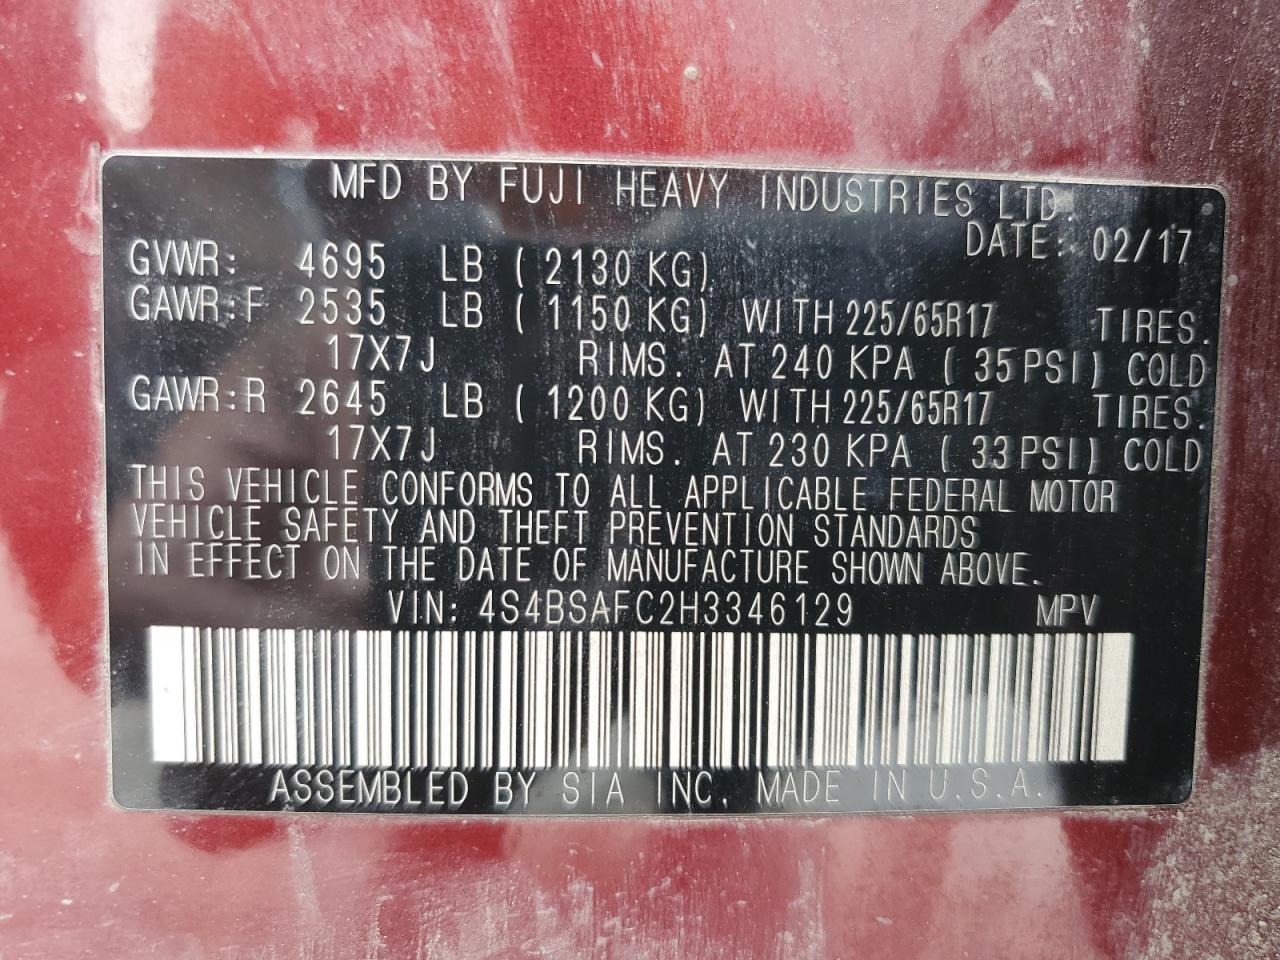 MFD BY FUJI HEAVY INDUSTRIES LTD.
DATE: 02/17
GVWR: 4695 LB ( 2130 KG)
GAWR:F 2535 LB ( 1150 KG) WITH 225/65R17 TIRES.
17X7J RIMS. AT 240 KPA ( 35PSI) COLD
GAWR:R 2645 LB ( 1200 KG) WITH 225/65R17 TIRES.
17X7J RIMS. AT 230 KPA ( 33PSI) COLD
THIS VEHICLE CONFORMS TO ALL APPLICABLE FEDERAL MOTOR
VEHICLE SAFETY AND THEFT PREVENTION STANDARDS
IN EFFECT ON THE DATE OF MANUFACTURE SHOWN ABOVE.
VIN: 4S4BSAFC2H3346129 MPV
ASSEMBLED BY SIA INC. MADE IN U.S.A.